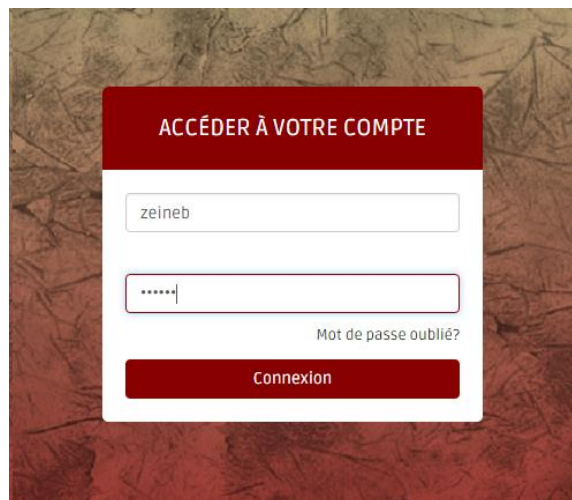 ACCÉDER À VOTRE COMPTE
zeineb
••••••
Mot de passe oublié?
Connexion